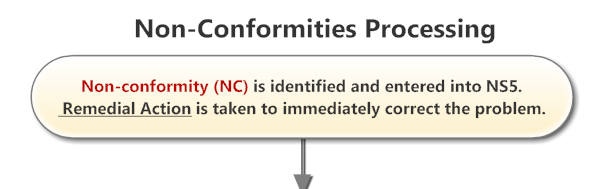 Non-Conformities Processing
Non-conformity (NC) is identified and entered into NS5.
Remedial Action is taken to immediately correct the problem.